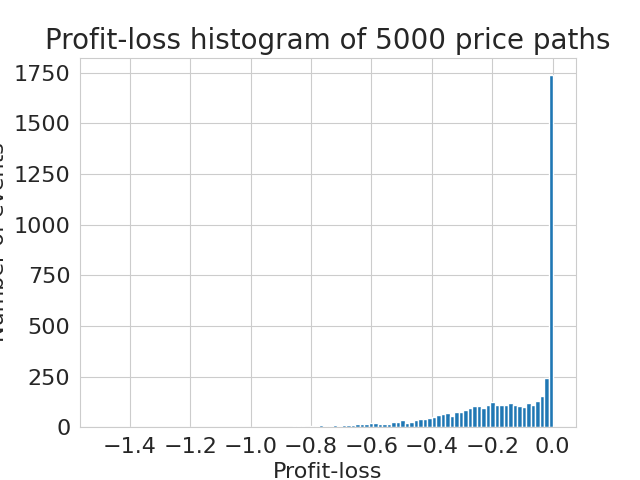 Profit-loss histogram of 5000 price paths
1750
1500
1250
1000
750
500
250
0
Number of events
−1.4 −1.2 −1.0 −0.8 −0.6 −0.4 −0.2 0.0
Profit-loss